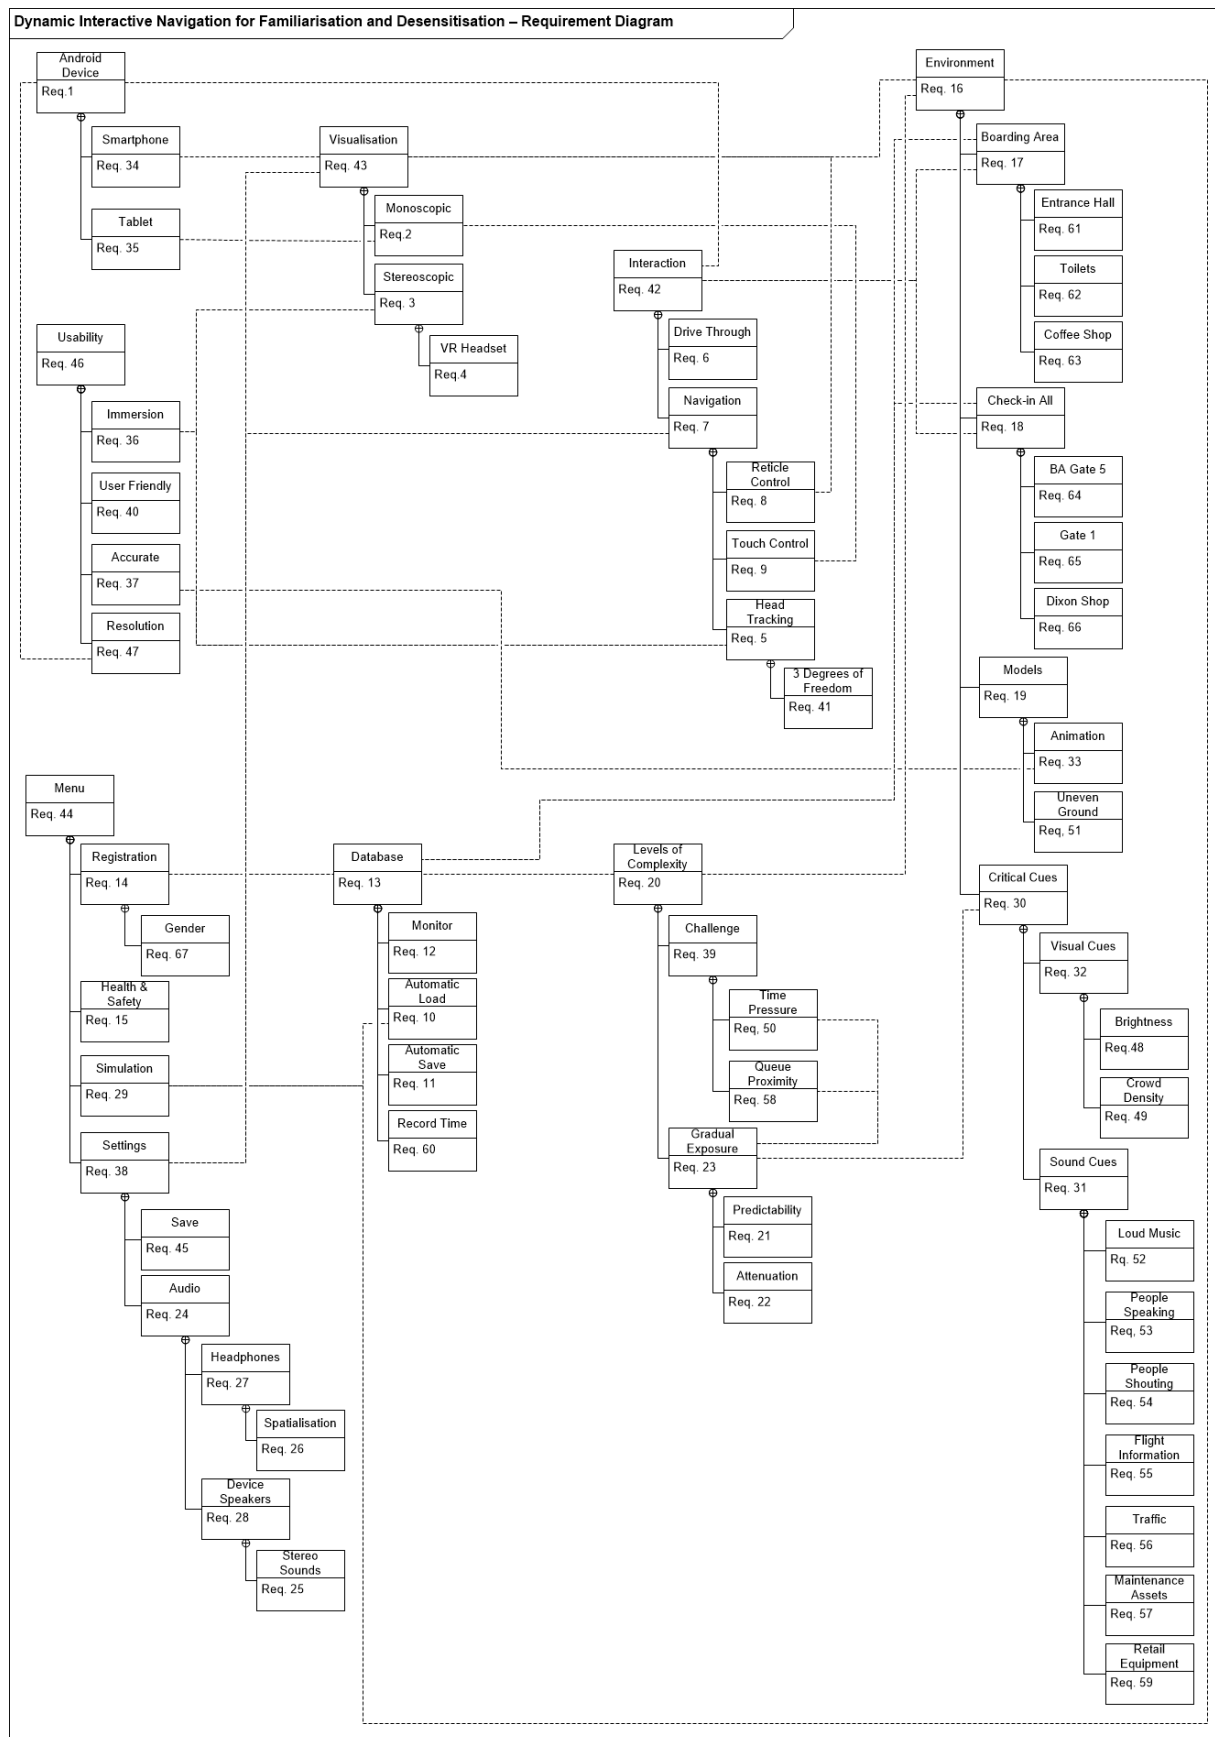 Dynamic Interactive Navigation for Familiarisation and Desensitisation – Requirement Diagram
Android
Device
Req.1
Smartphone
Req. 34
Tablet
Req. 35
Visualisation
Req. 43
Monoscopic
Req.2
Stereoscopic
Req. 3
VR Headset
Req.4
Usability
Req. 46
Immersion
Req. 36
User Friendly
Req. 40
Accurate
Req. 37
Resolution
Req. 47
Interaction
Req. 42
Drive Through
Req. 6
Navigation
Req. 7
Reticle
Control
Req. 8
Touch Control
Req. 9
Head
Tracking
Req. 5
3 Degrees of
Freedom
Req. 41
Environment
Req. 16
Boarding Area
Req. 17
Entrance Hall
Req. 61
Toilets
Req. 62
Coffee Shop
Req. 63
Check-in All
Req. 18
BA Gate 5
Req. 64
Gate 1
Req. 65
Dixon Shop
Req. 66
Models
Req. 19
Animation
Req. 33
Uneven
Ground
Req, 51
Critical Cues
Req. 30
Visual Cues
Req. 32
Brightness
Req.48
Crowd
Density
Req. 49
Sound Cues
Req. 31
Loud Music
Rq. 52
People
Speaking
Req, 53
People
Shouting
Req. 54
Flight
Information
Req. 55
Traffic
Req. 56
Maintenance
Assets
Req. 57
Retail
Equipment
Req. 59
Menu
Req. 44
Registration
Req. 14
Gender
Req. 67
Health &
Safety
Req. 15
Simulation
Req. 29
Settings
Req. 38
Save
Req. 45
Audio
Req. 24
Headphones
Req. 27
Spatialisation
Req. 26
Device
Speakers
Req. 28
Stereo
Sounds
Req. 25
Database
Req. 13
Monitor
Req. 12
Automatic
Load
Req. 10
Automatic
Save
Req. 11
Record Time
Req. 60
Levels of
Complexity
Req. 20
Challenge
Req. 39
Time
Pressure
Req, 50
Queue
Proximity
Req. 58
Gradual
Exposure
Req. 23
Predictability
Req. 21
Attenuation
Req. 22